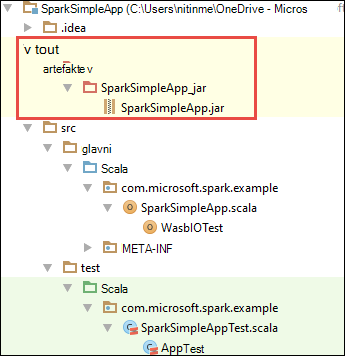 SparkSimpleApp (C:\Users\nitinme\OneDrive - Micros
.idea
v tout
artefakte v
SparkSimpleApp_jar
SparkSimpleApp.jar
src
glavni
Scala
com.microsoft.spark.example
SparkSimpleApp.scala
WasbIOTest
META-INF
test
Scala
com.microsoft.spark.example
SparkSimpleAppTest.scala
AppTest